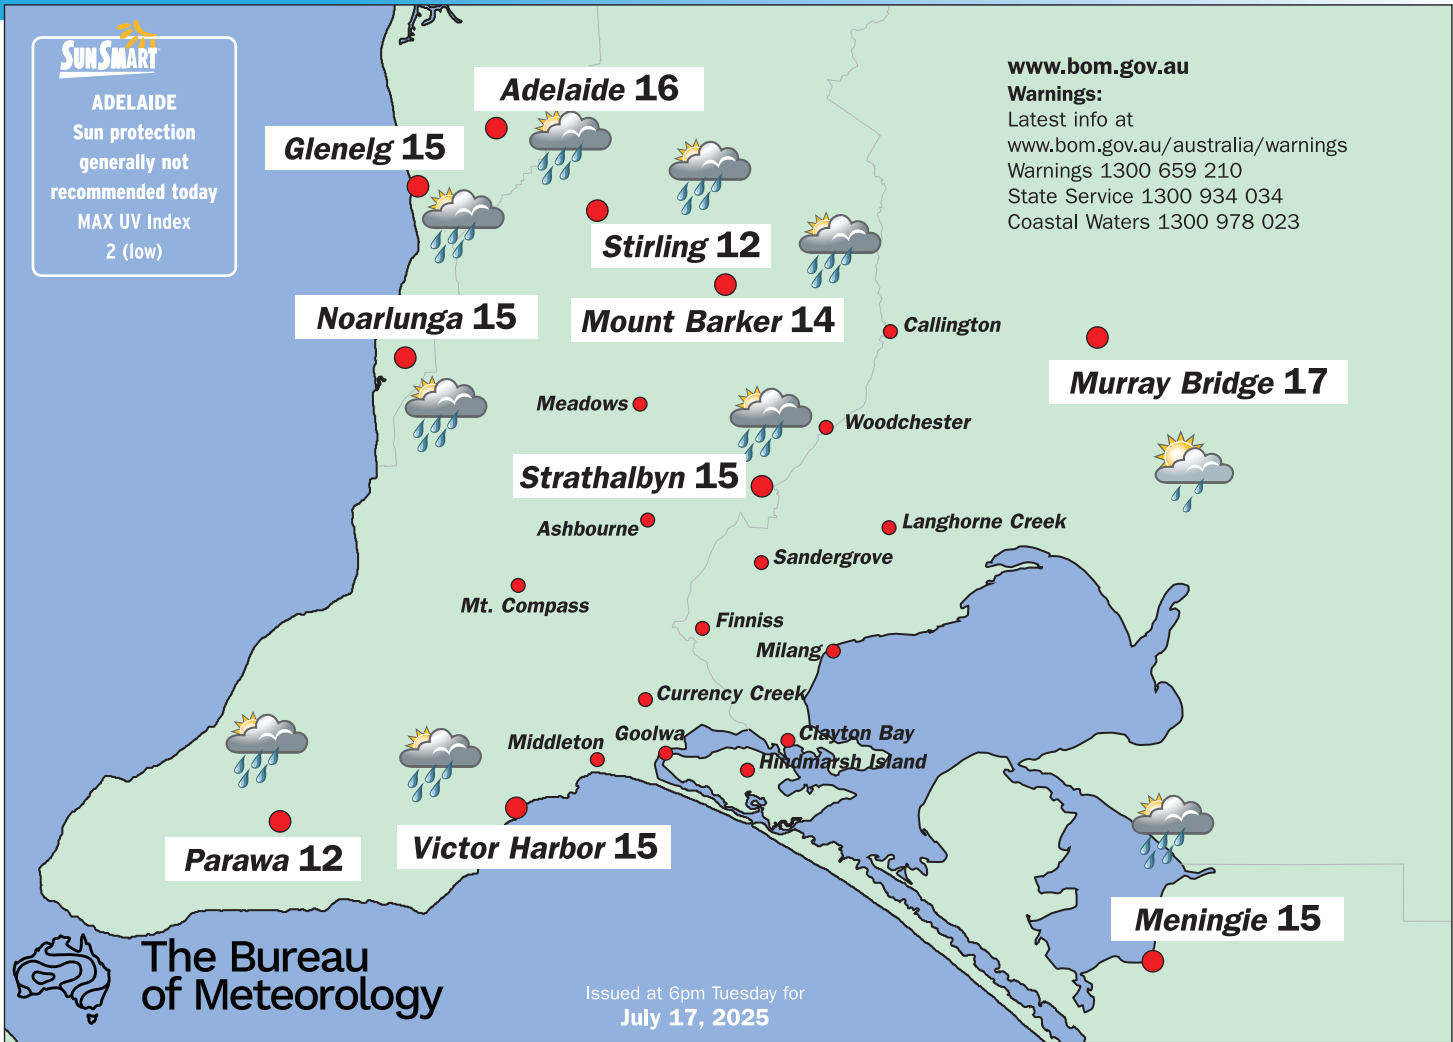 SUNSMART
ADELAIDE
Sun protection
generally not
recommended today
MAX UV Index
2 (low)
www.bom.gov.au
Warnings:
Latest info at
www.bom.gov.au/australia/warnings
Warnings 1300 659 210
State Service 1300 934 034
Coastal Waters 1300 978 023
Adelaide 16
Glenelg 15
Stirling 12
Noarlunga 15
Mount Barker 14
Callington
Murray Bridge 17
Meadows
Woodchester
Strathalbyn 15
Ashbourne
Langhorne Creek
Sandergrove
Mt. Compass
Finniss
Milang
Currency Creek
Middleton
Goolwa
Clayton Bay
Hindmarsh Island
Parawa 12
Victor Harbor 15
Meningie 15
The Bureau
of Meteorology
Issued at 6pm Tuesday for
July 17, 2025